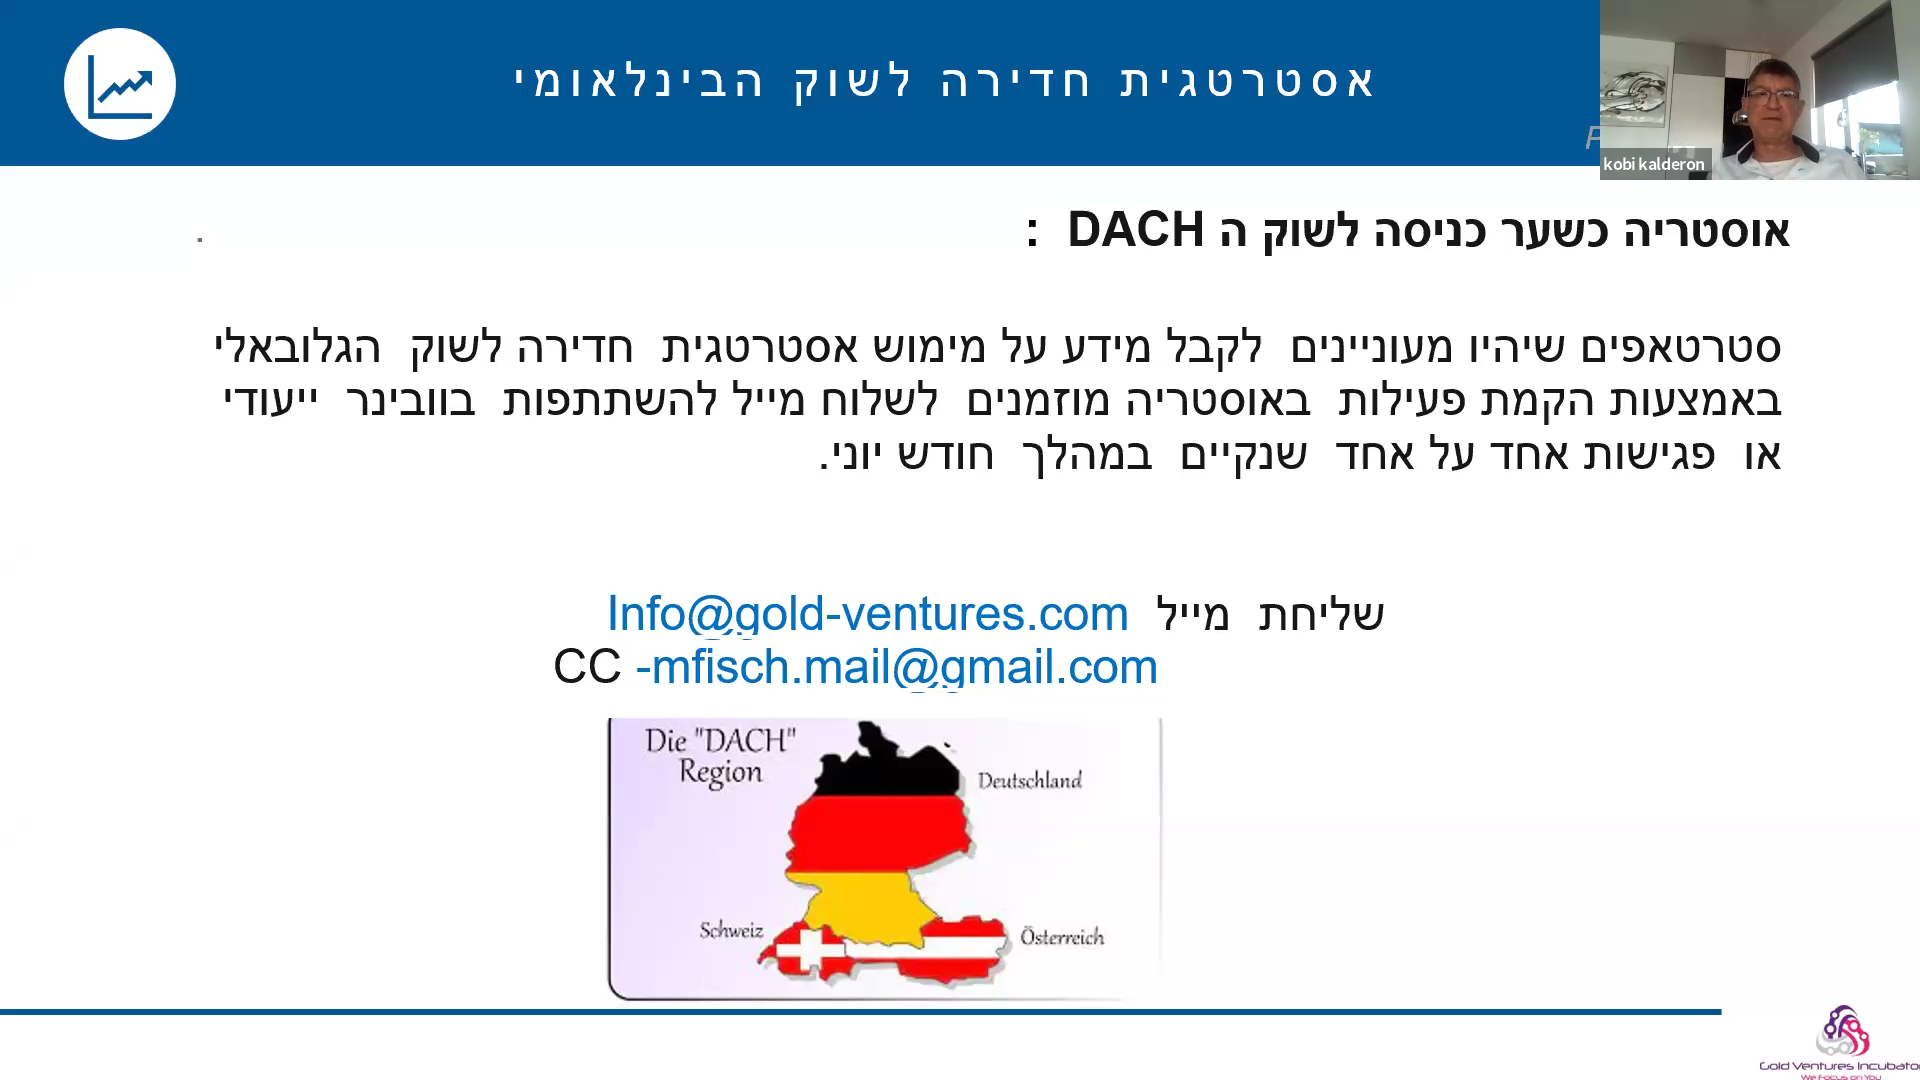 אסטרטגית חדירה לשוק הבינלאומי
kobi kalderon
אוסטריה כשער כניסה לשוק ה DACH :
סטרטאפים שיהיו מעוניינים לקבל מידע על מימוש אסטרטגית חדירה לשוק הגלובאלי
באמצעות הקמת פעילות באוסטריה מוזמנים לשלוח מייל להשתתפות בוובינר ייעודי
או פגישות אחד על אחד שנקיים במהלך חודש יוני.
שליחת מייל Info@gold-ventures.com
CC -mfisch.mail@gmail.com
Die "DACH"
Region
Deutschland
Schweiz
Österreich
Gold Ventures Incubator
We Focus on You